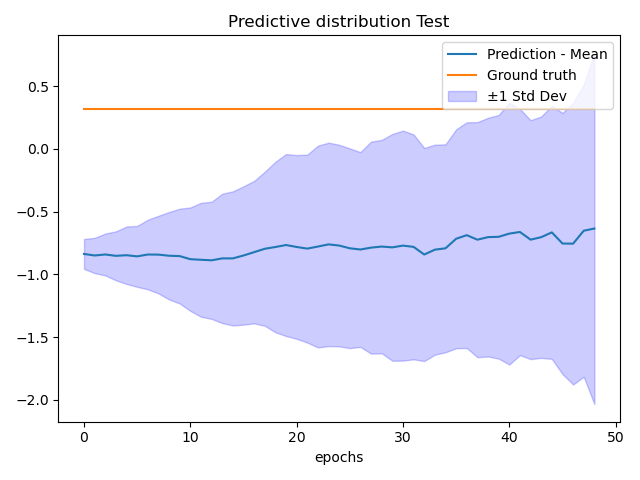 Predictive distribution Test
Prediction - Mean
Ground truth
±1 Std Dev
0.5
0.0
−0.5
−1.0
−1.5
−2.0
0 10 20 30 40 50
epochs